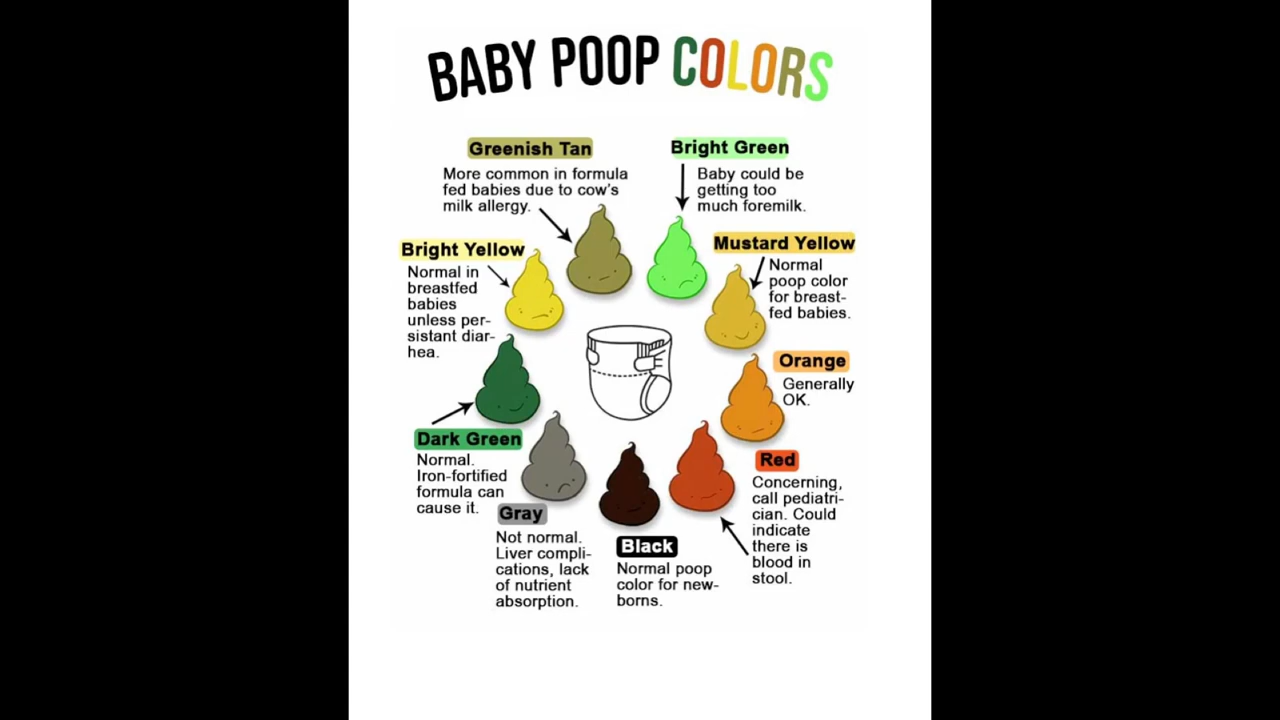 BABY POOP COLORS
Greenish Tan
More common in formula
fed babies due to cow's
milk allergy.
Bright Green
Baby could be
getting too
much foremilk.
Bright Yellow
Normal in
breastfed
babies
unless per-
sistant diar-
hea.
Mustard Yellow
Normal
poop color
for breast-
fed babies.
Orange
Generally
OK.
Dark Green
Normal.
Iron-fortified
formula can
cause it.
Red
Concerning,
call pediatri-
cian. Could
indicate
there is
blood in
stool.
Gray
Not normal.
Liver compli-
cations, lack
of nutrient
absorption.
Black
Normal poop
color for new-
borns.